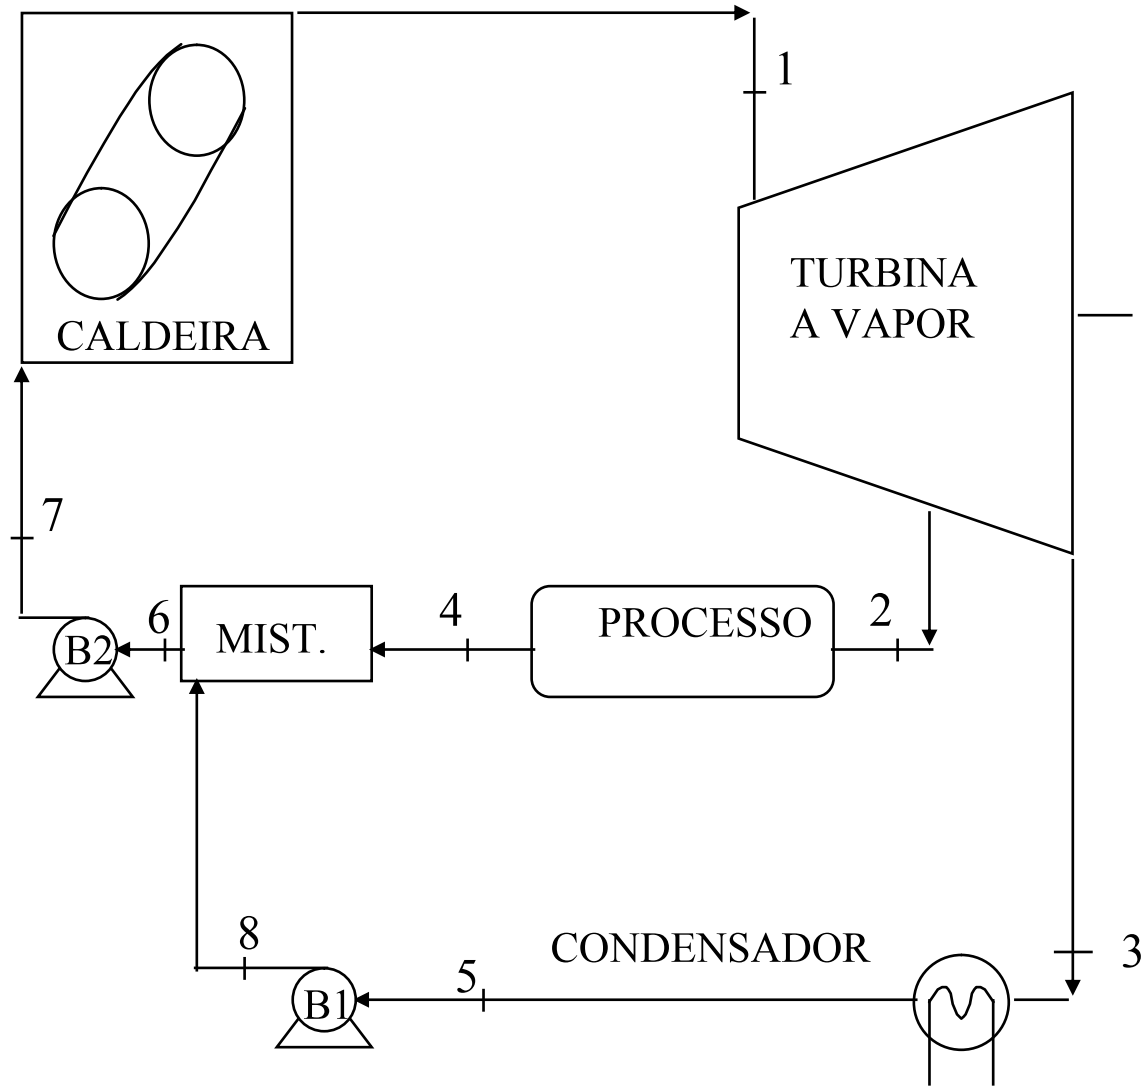 1
TURBINA
A VAPOR
CALDEIRA
7
6
MIST.
4
PROCESSO
2
B2
8
CONDENSADOR
3
5
B1